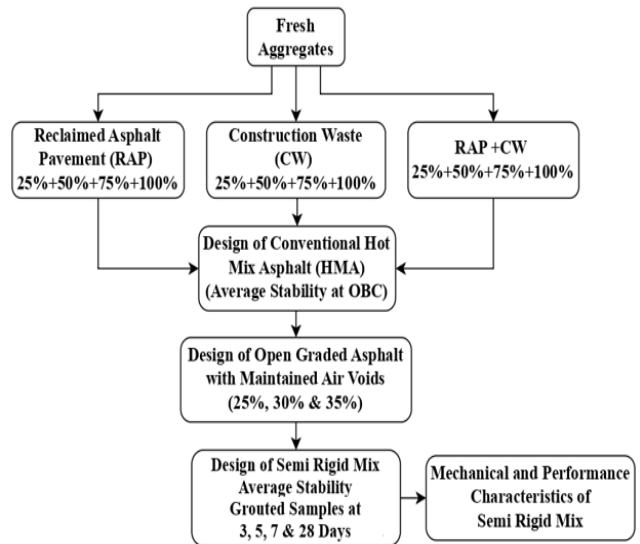 Fresh
Aggregates
Reclaimed Asphalt
Pavement (RAP)
25%+50%+75%+100%
Construction Waste
(CW)
25%+50%+75%+100%
RAP +CW
25%+50%+75%+100%
Design of Conventional Hot
Mix Asphalt (HMA)
(Average Stability at OBC)
Design of Open Graded Asphalt
with Maintained Air Voids
(25%, 30% & 35%)
Design of Semi Rigid Mix
Average Stability
Grouted Samples at
3, 5, 7 & 28 Days
Mechanical and Performance
Characteristics of
Semi Rigid Mix